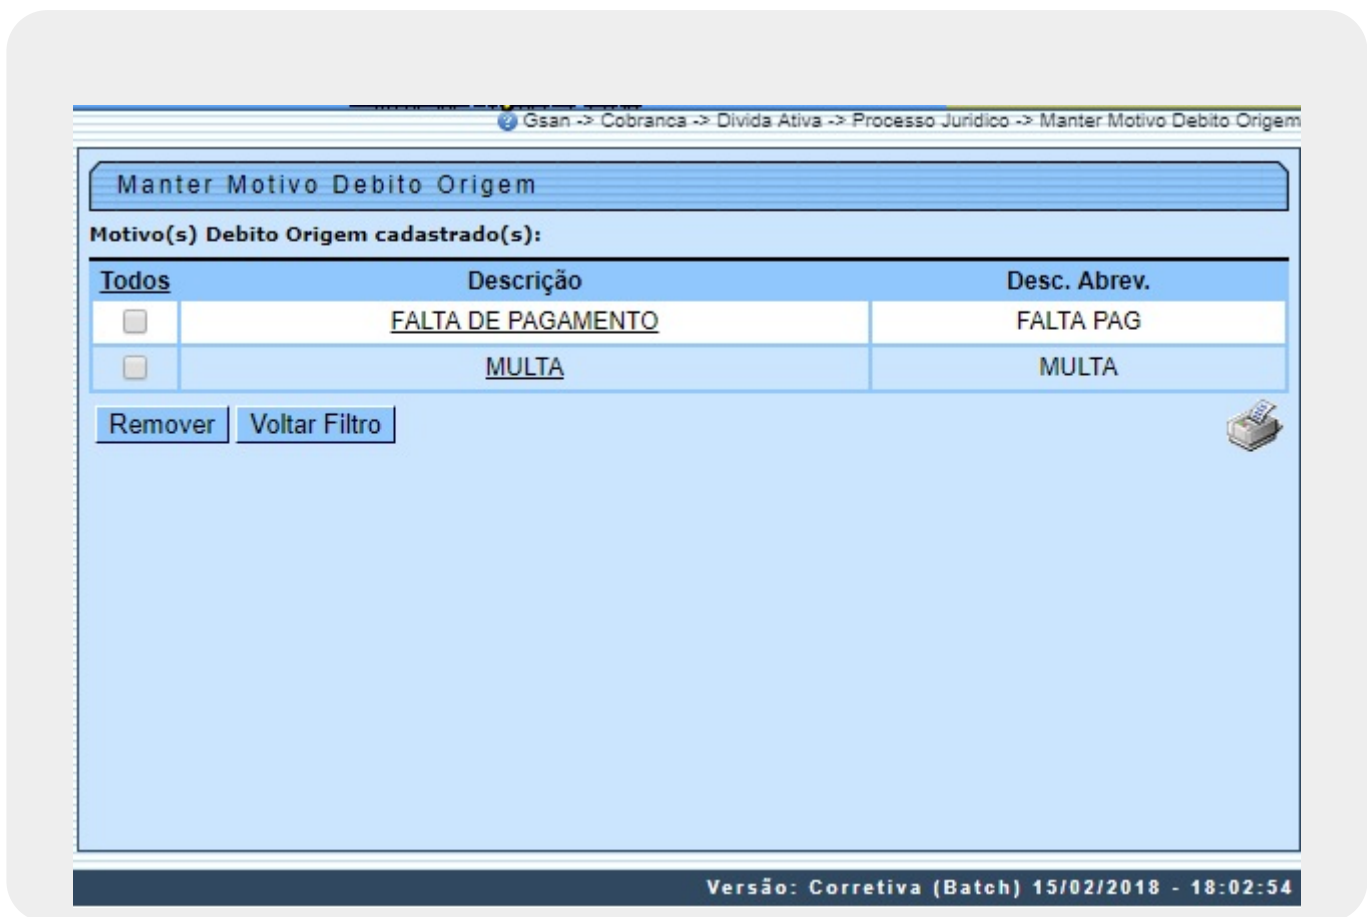 Gsan -> Cobranca -> Divida Ativa -> Processo Juridico -> Manter Motivo Debito Origem
Manter Motivo Debito Origem
Motivo(s) Debito Origem cadastrado(s):
Todos Descrição Desc. Abrev.
FALTA DE PAGAMENTO FALTA PAG
MULTA MULTA
Remover Voltar Filtro
Versão: Corretiva (Batch) 15/02/2018 - 18:02:54